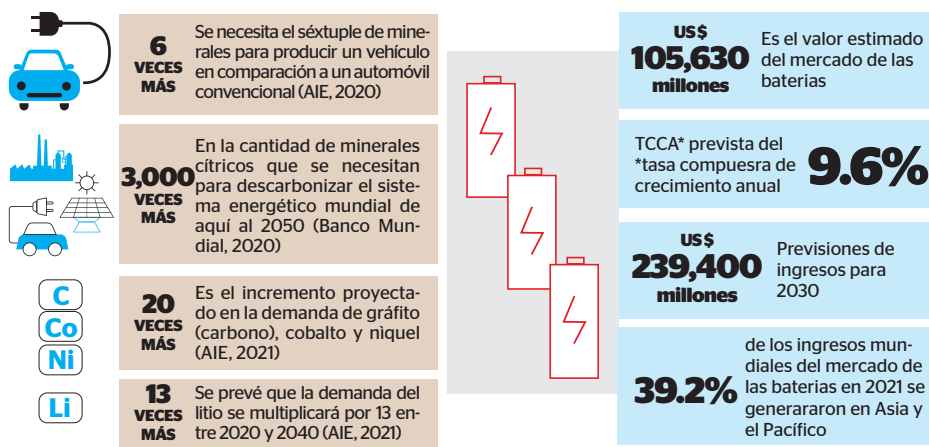 6
VECES
MÁS
Se necesita el séxtuple de mine-
rales para producir un vehículo
en comparación a un automóvil
convencional (AIE, 2020)
3,000
VECES
MÁS
En la cantidad de minerales
cítricos que se necesitan
para descarbonizar el siste-
ma energético mundial de
aquí al 2050 (Banco Mun-
dial, 2020)
C
Co
Ni
20
VECES
MÁS
Es el incremento proyecta-
do en la demanda de gráfito
(carbono), cobalto y nìquel
(AIE, 2021)
Li
13
VECES
MÁS
Se prevé que la demanda del
litio se multiplicará por 13 en-
tre 2020 y 2040 (AIE, 2021)
US$
105,630
millones
Es el valor estimado
del mercado de las
baterias
TCCA* prevista del
*tasa compuesra de
crecimiento anual
9.6%
US$
239,400
millones
Previsiones de
ingresos para
2030
39.2%
de los ingresos mun-
diales del mercado de
las baterias en 2021 se
generararon en Asia y
el Pacífico